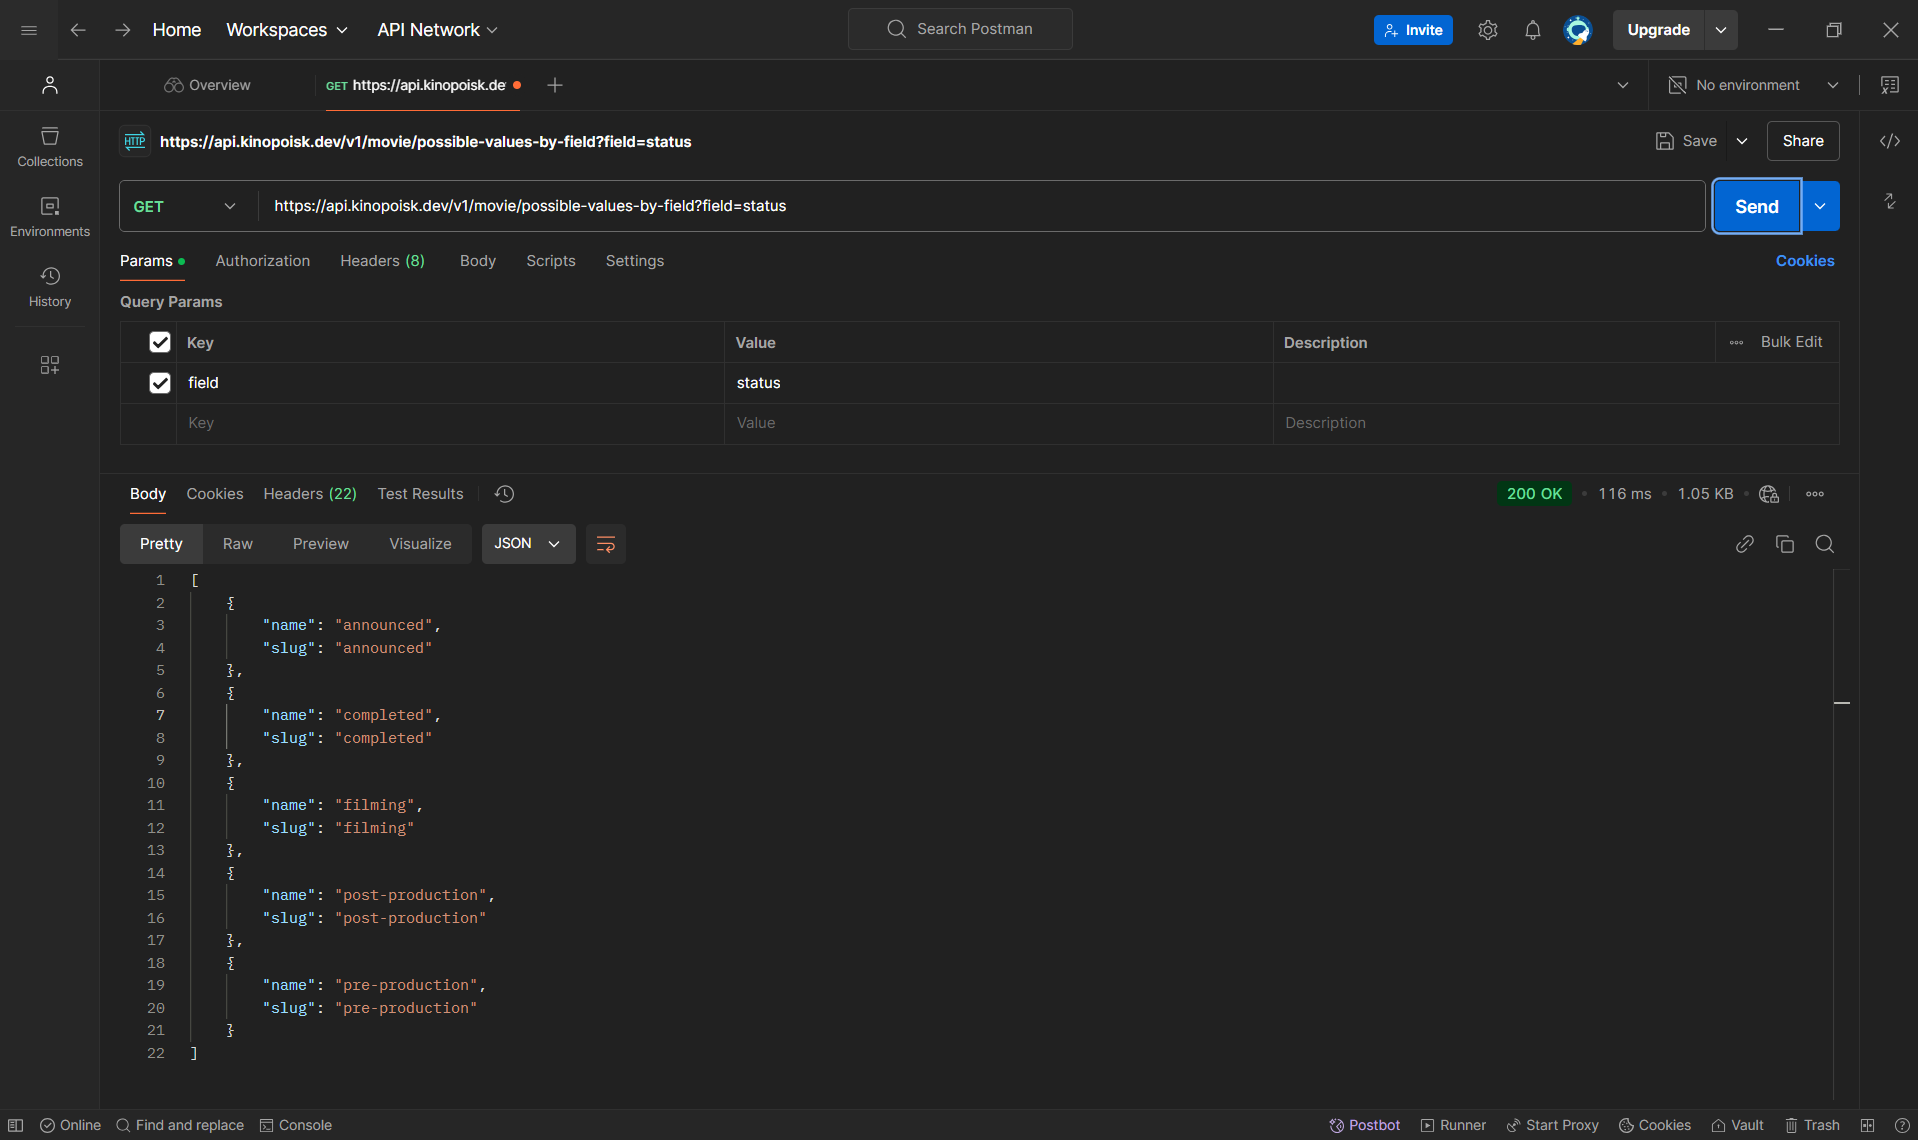 Home Workspaces API Network Search Postman Invite Upgrade
Overview GET https://api.kinopoisk.de No environment
HTTP https://api.kinopoisk.dev/v1/movie/possible-values-by-field?field=status Save Share
Collections
Environments
History
GET https://api.kinopoisk.dev/v1/movie/possible-values-by-field?field=status Send
Params Authorization Headers (8) Body Scripts Settings Cookies
Query Params
Key Value Description Bulk Edit
field status
Key Value Description
Body Cookies Headers (22) Test Results 200 OK • 116 ms • 1.05 KB •
Pretty Raw Preview Visualize JSON
1 [
2 {
3 "name": "announced",
4 "slug": "announced"
5 },
6 {
7 "name": "completed",
8 "slug": "completed"
9 },
10 {
11 "name": "filming",
12 "slug": "filming"
13 },
14 {
15 "name": "post-production",
16 "slug": "post-production"
17 },
18 {
19 "name": "pre-production",
20 "slug": "pre-production"
21 }
22 ]
Online Find and replace Console Postbot Runner Start Proxy Cookies Vault Trash